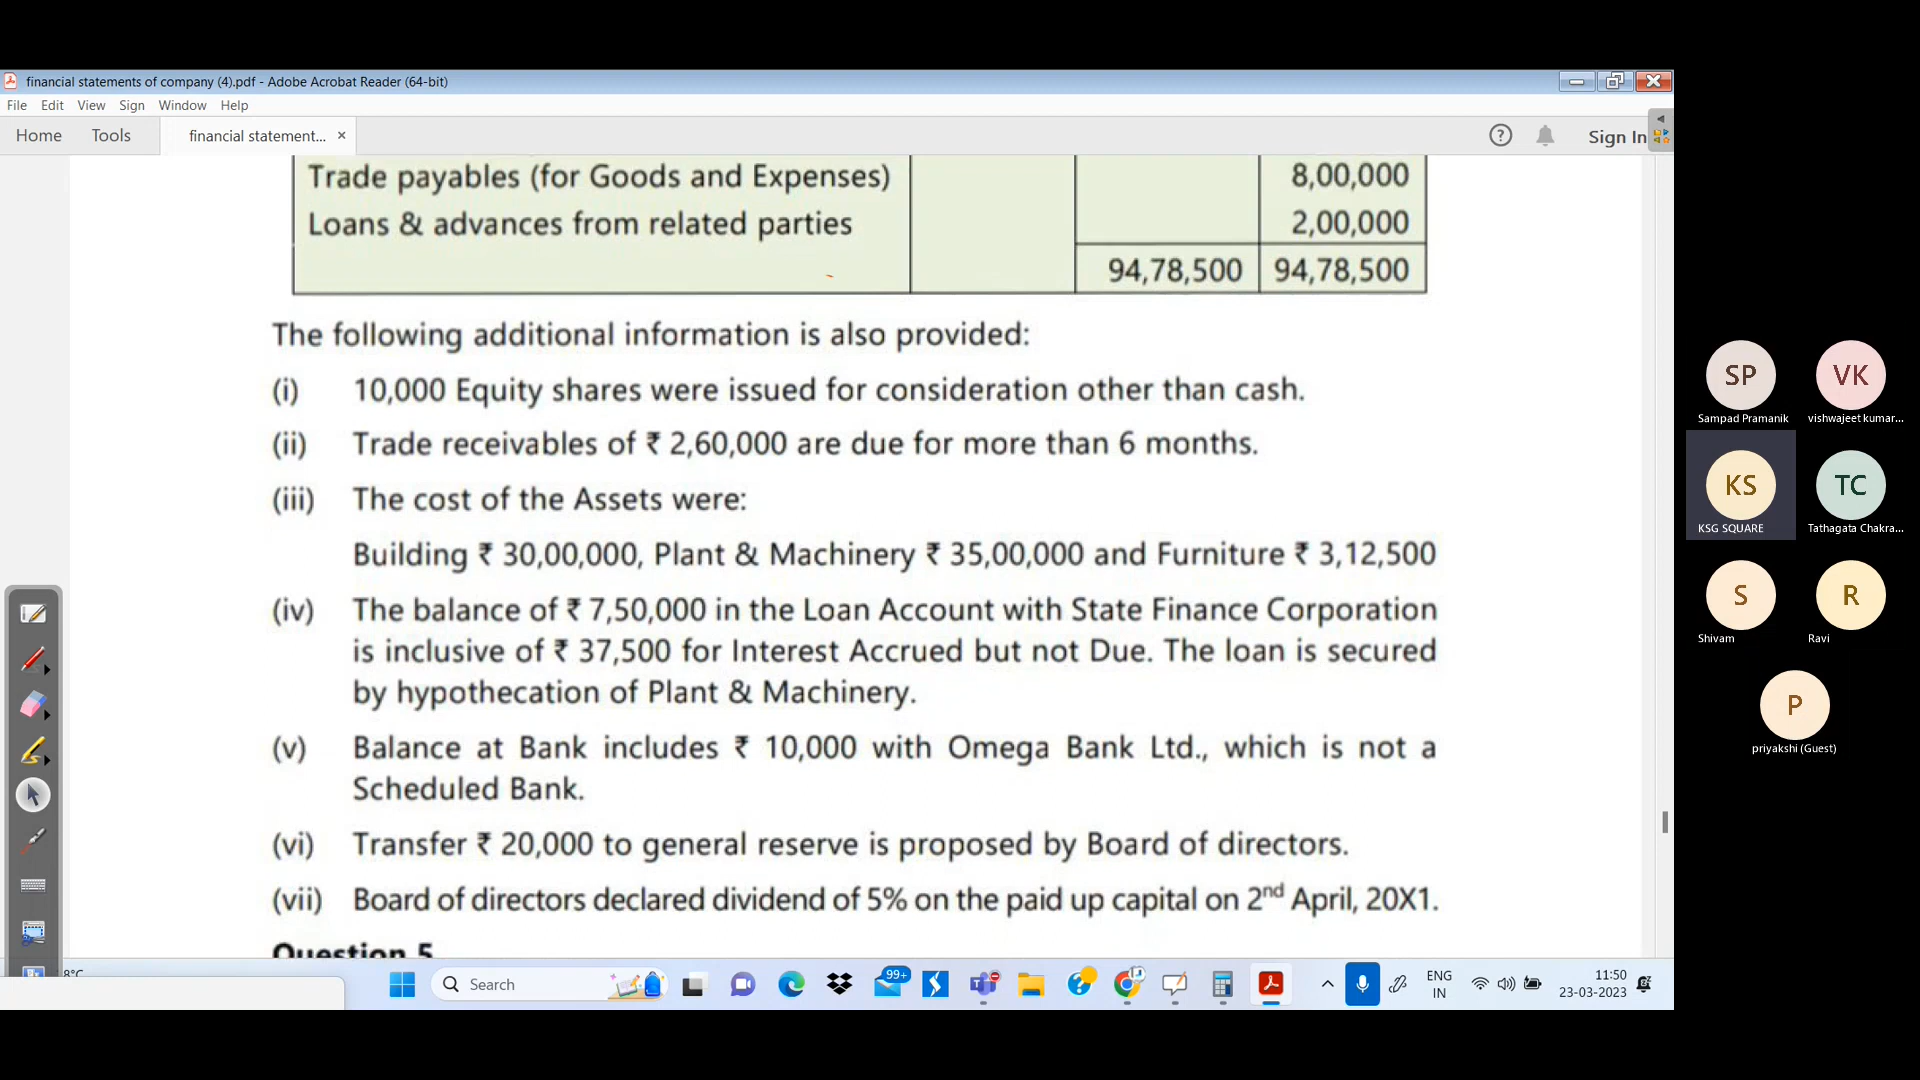 financial statements of company (4).pdf - Adobe Acrobat Reader (64-bit)
File Edit View Sign Window Help
Home Tools financial statement... × Sign In
Trade payables (for Goods and Expenses) 8,00,000
Loans & advances from related parties 2,00,000
94,78,500 94,78,500
The following additional information is also provided:
(i) 10,000 Equity shares were issued for consideration other than cash.
(ii) Trade receivables of ₹ 2,60,000 are due for more than 6 months.
(iii) The cost of the Assets were:
Building ₹ 30,00,000, Plant & Machinery ₹ 35,00,000 and Furniture ₹ 3,12,500
(iv) The balance of ₹ 7,50,000 in the Loan Account with State Finance Corporation
is inclusive of ₹ 37,500 for Interest Accrued but not Due. The loan is secured
by hypothecation of Plant & Machinery.
(v) Balance at Bank includes ₹ 10,000 with Omega Bank Ltd., which is not a
Scheduled Bank.
(vi) Transfer ₹ 20,000 to general reserve is proposed by Board of directors.
(vii) Board of directors declared dividend of 5% on the paid up capital on 2nd April, 20X1.
Question 5
8°C
Search
99+
ENG
IN
11:50
23-03-2023
SP
Sampad Pramanik
VK
vishwajeet kumar...
KS
KSG SQUARE
TC
Tathagata Chakra...
S
Shivam
R
Ravi
P
priyakshi (Guest)